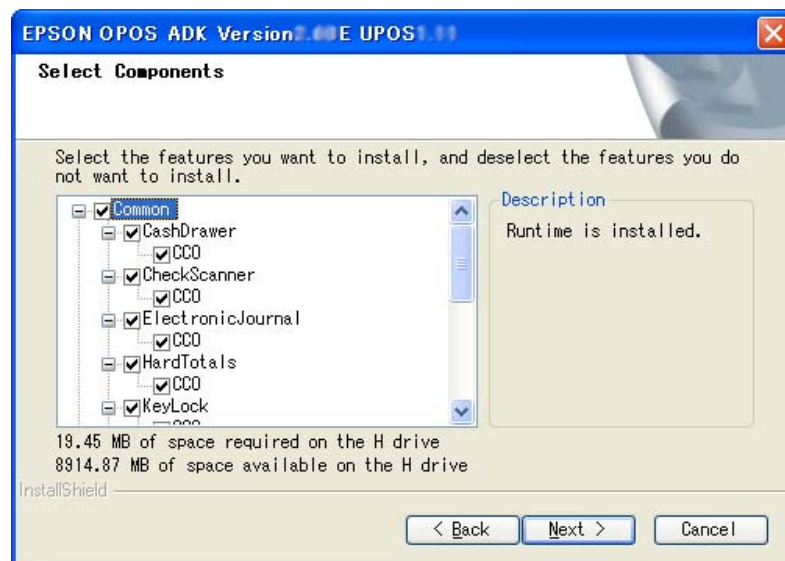 EPSON OPOS ADK Version E UPOS
Select Components
Select the features you want to install, and deselect the features you do
not want to install.
Common
CashDrawer
CCO
CheckScanner
CCO
ElectronicJournal
CCO
HardTotals
CCO
KeyLock
Description
Runtime is installed.
19.45 MB of space required on the H drive
8914.87 MB of space available on the H drive
InstallShield
< Back
Next >
Cancel